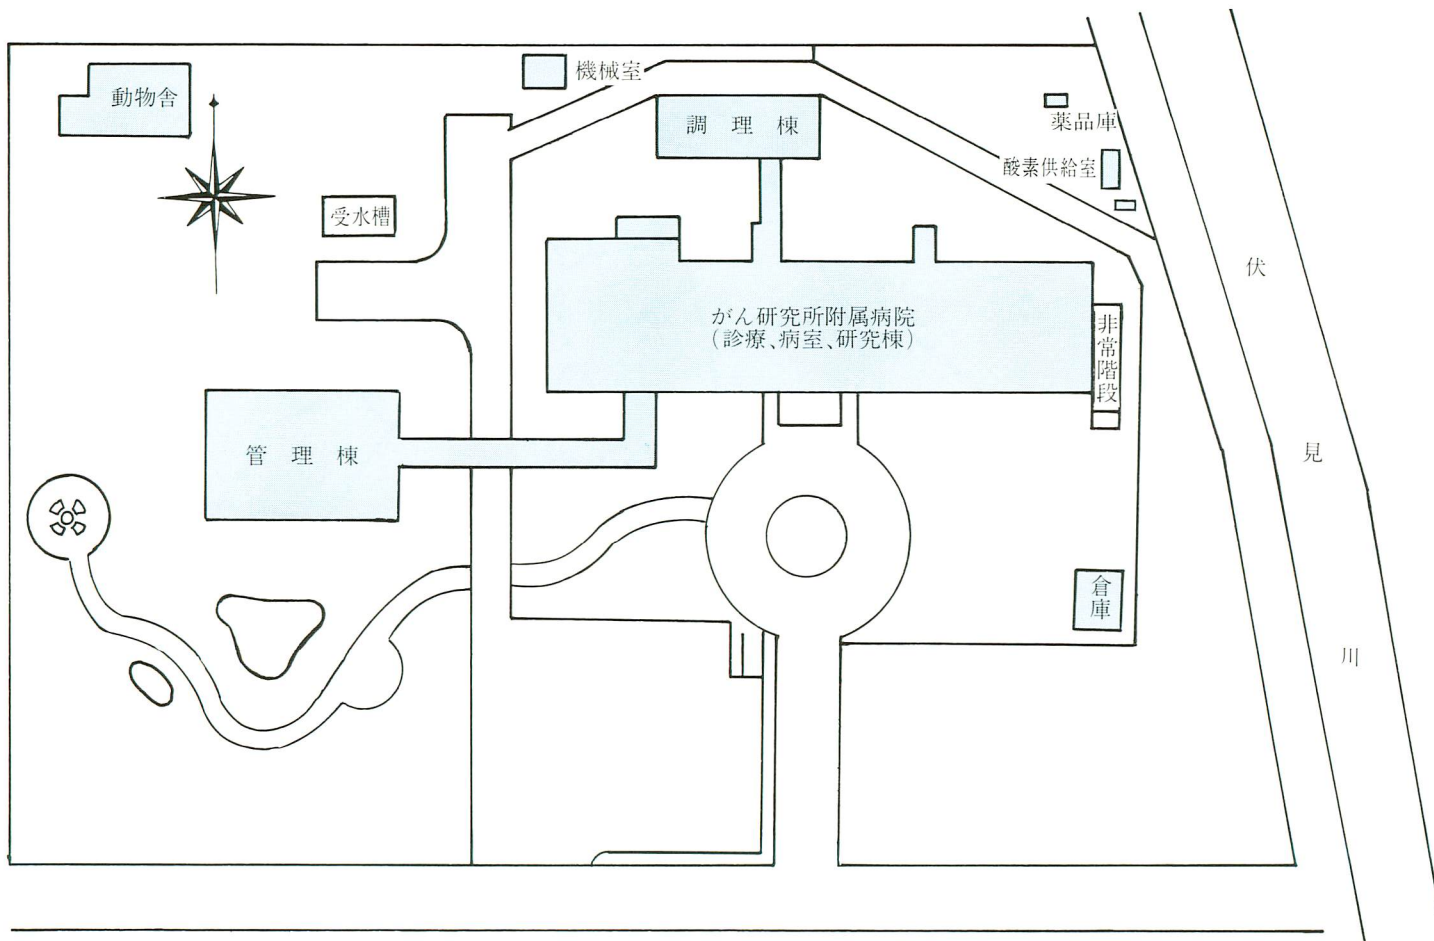 機械室
動物舎
薬品庫
調理棟
酸素供給室
受水槽
伏見川
がん研究所附属病院
(診療、病室、研究棟)
非常階段
管理棟
倉庫